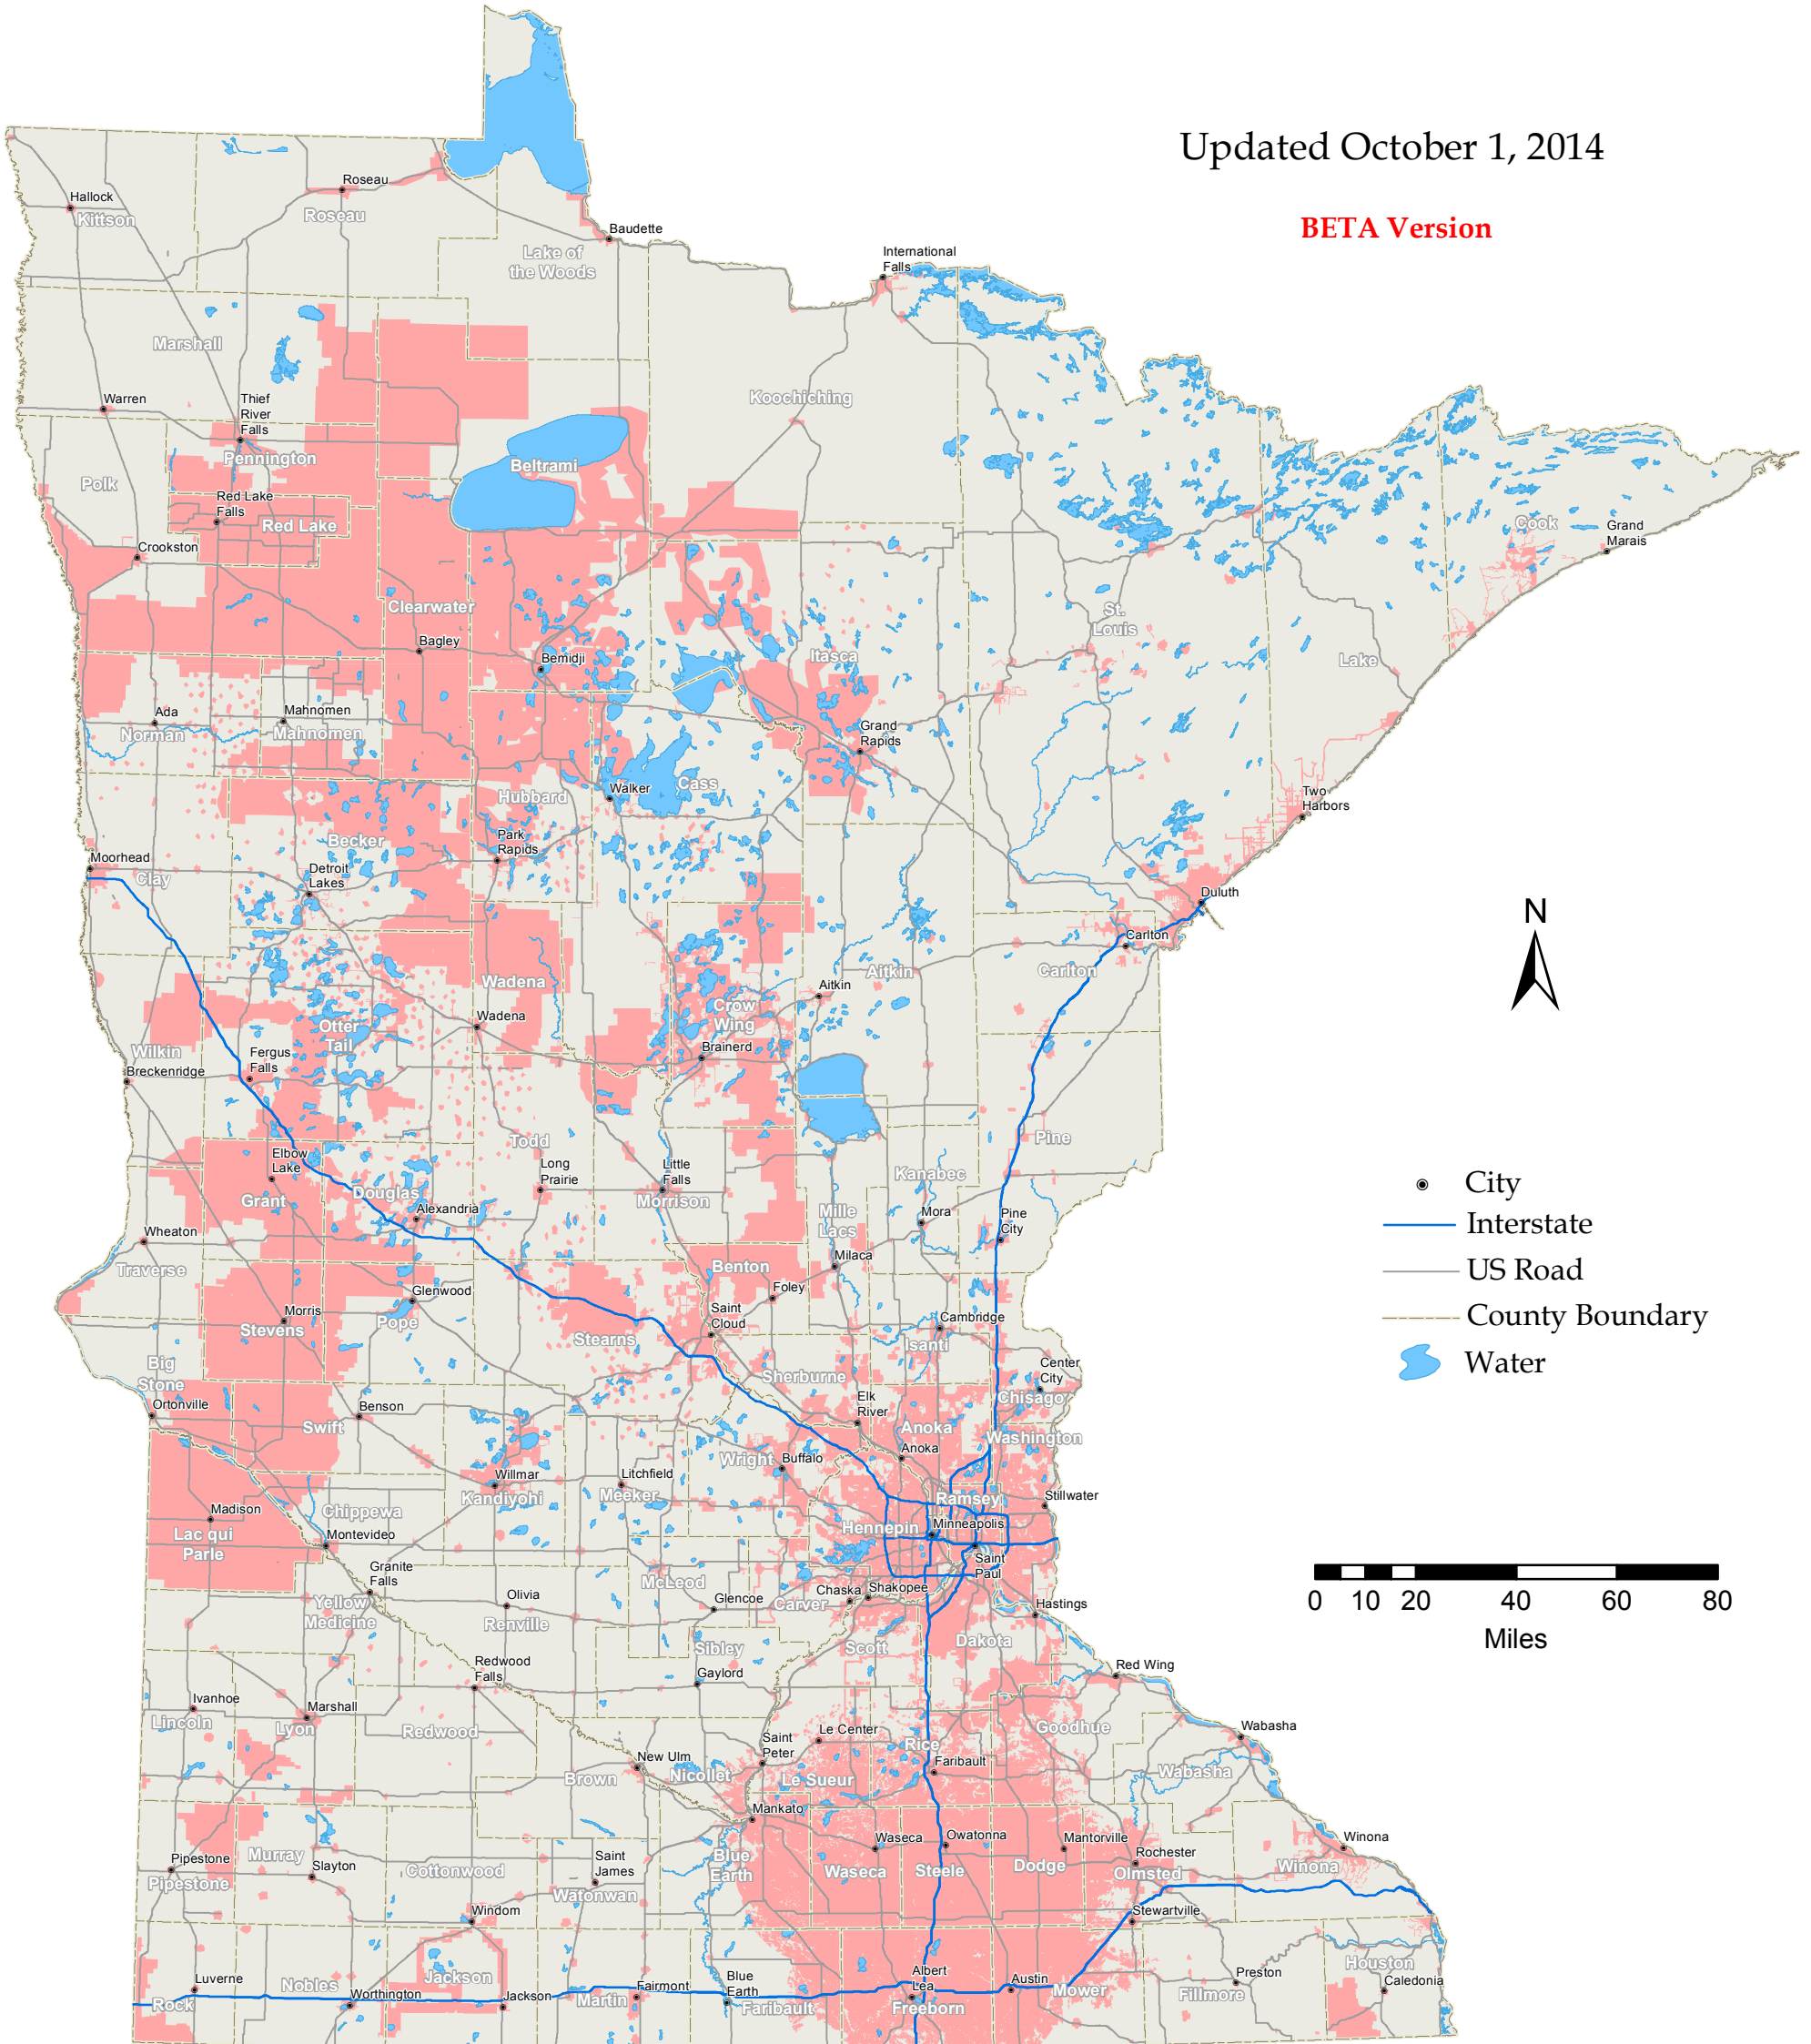 Updated October 1, 2014
BETA Version
Roseau
Hallock
Kittson
Roseau
Baudette
Lake of
the Woods
International
Falls
Marshall
Koochiching
Warren
Thief
River
Falls
Pennington
Beltrami
Polk
Red Lake
Falls
Red Lake
Cook
Grand
Marais
Crookston
Clearwater
St.
Louis
Bagley
Bemidji
Itasca
Lake
Ada
Mahnomen
Norman
Mahnomen
Grand
Rapids
Cass
Walker
Hubbard
Two
Harbors
Park
Rapids
Becker
Moorhead
Clay
Detroit
Lakes
Duluth
N
Carlton
Carlton
Aitkin
Wadena
Aitkin
Crow
Wing
Wadena
Otter
Tail
Brainerd
Wilkin
Fergus
Falls
Breckenridge
Todd
Pine
Elbow
Lake
Long
Prairie
Little
Falls
Kanabec
City
Grant
Douglas
Morrison
Alexandria
Mille
Lacs
Mora
Pine
City
Interstate
Wheaton
Milaca
Traverse
Benton
US Road
Glenwood
Foley
Morris
Stevens
Pope
Saint
Cloud
Cambridge
County Boundary
Stearns
Isanti
Big
Stone
Sherburne
Center
City
Water
Ortonville
Benson
Elk
River
Chisago
Swift
Anoka
Washington
Anoka
Wright
Buffalo
Willmar
Litchfield
Kandiyohi
Meeker
Ramsey
Stillwater
Madison
Chippewa
Lac qui
Parle
Montevideo
Hennepin
Minneapolis
Saint
Paul
Granite
Falls
McLeod
Chaska
Shakopee
Olivia
Glencoe
Carver
Hastings
0 10 20 40 60 80
Miles
Yellow
Medicine
Renville
Sibley
Scott
Dakota
Redwood
Falls
Gaylord
Red Wing
Ivanhoe
Marshall
Lincoln
Lyon
Redwood
Le Center
Goodhue
Wabasha
Saint
Peter
Rice
New Ulm
Faribault
Brown
Nicollet
Le Sueur
Wabasha
Mankato
Waseca
Owatonna
Mantorville
Winona
Pipestone
Murray
Slayton
Saint
James
Blue
Earth
Rochester
Pipestone
Cottonwood
Waseca
Steele
Dodge
Olmsted
Winona
Watonwan
Windom
Stewartville
Houston
Luverne
Nobles
Jackson
Fairmont
Blue
Earth
Albert
Lea
Austin
Preston
Caledonia
Rock
Worthington
Jackson
Martin
Faribault
Freeborn
Mower
Fillmore